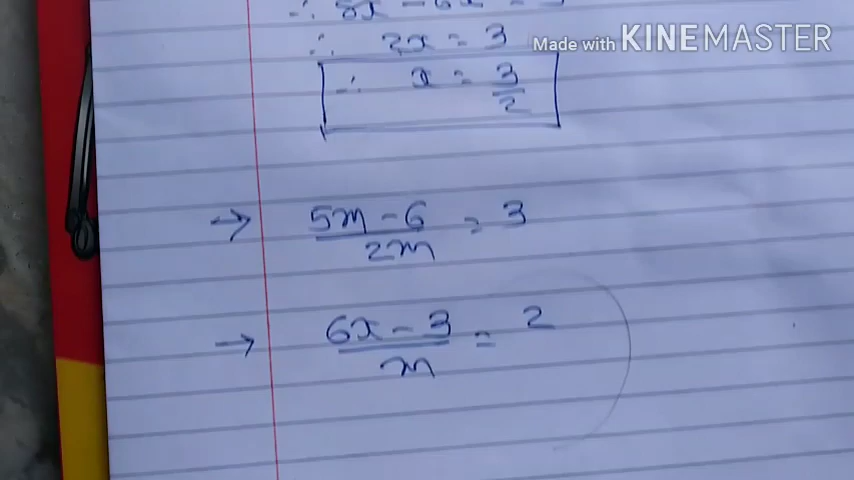 ∴ 2x = 3
Made with KINEMASTER
∴ x = 3/2
→ 5m - 6 / 2m = 3
→ 6x - 3 / m = 2